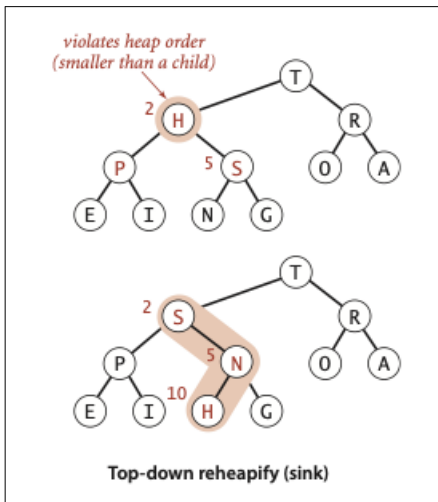 violates heap order
(smaller than a child)
T
2 H R
P 5 S O A
E I N G
T
2 S R
P 5 N O A
E I 10 H G
Top-down reheapify (sink)